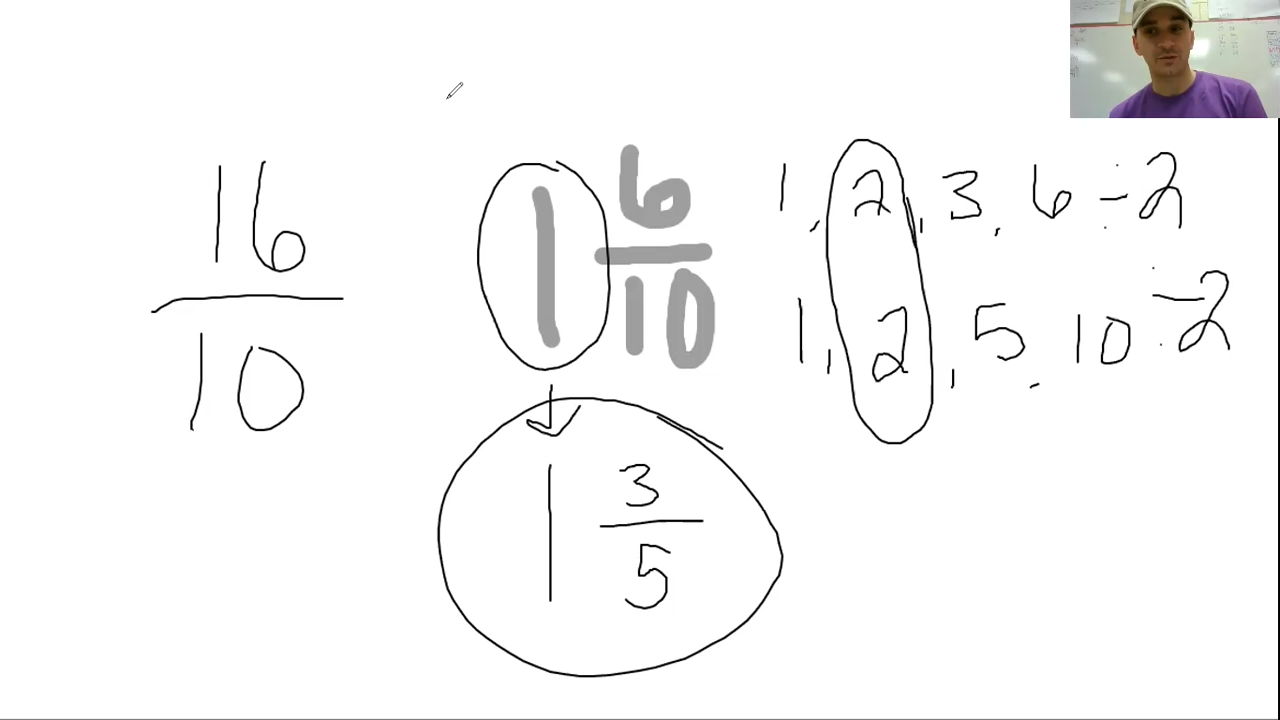 16/10
1 6/10
1, 2, 3, 6 ÷ 2
1, 2, 5, 10 ÷ 2
1 3/5